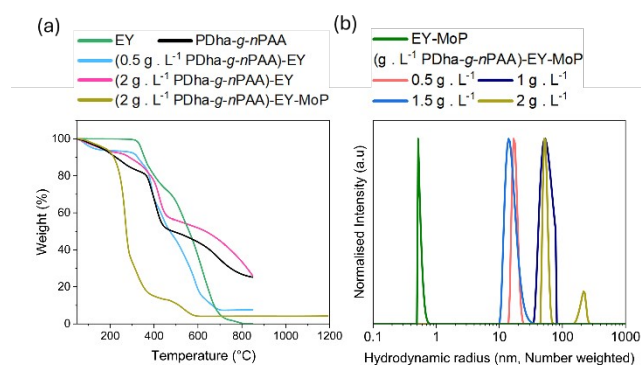 (a)
EY PDha-g-nPAA
(0.5 g . L-1 PDha-g-nPAA)-EY
(2 g . L-1 PDha-g-nPAA)-EY
(2 g . L-1 PDha-g-nPAA)-EY-MoP
100
80
60
40
20
0
Weight (%)
200 400 600 800 1000 1200
Temperature (°C)
(b)
EY-MoP
(g . L-1 PDha-g-nPAA)-EY-MoP
0.5 g . L-1 1 g . L-1
1.5 g . L-1 2 g . L-1
Normalised Intensity (a.u)
0.1 1 10 100 1000
Hydrodynamic radius (nm, Number weighted)